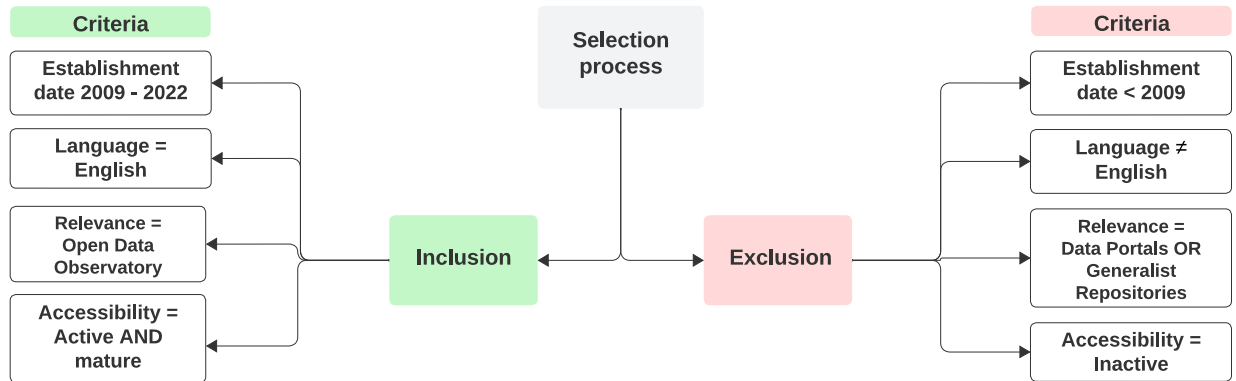 Criteria
Establishment
date 2009 - 2022
Language =
English
Relevance =
Open Data
Observatory
Accessibility =
Active AND
mature
Inclusion
Selection
process
Exclusion
Criteria
Establishment
date < 2009
Language ≠
English
Relevance =
Data Portals OR
Generalist
Repositories
Accessibility =
Inactive